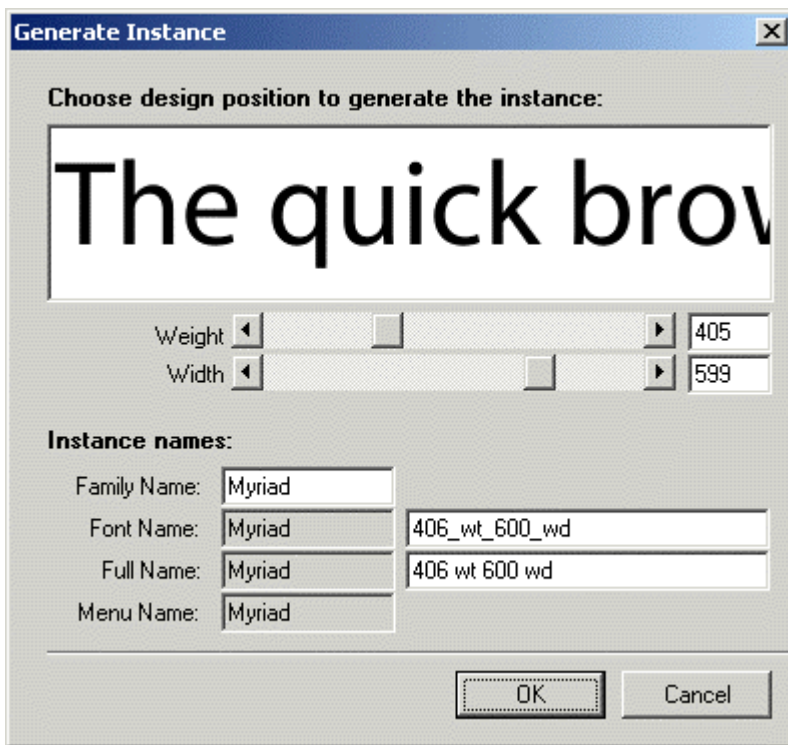 Generate Instance
Choose design position to generate the instance:
The quick brow
Weight 405
Width 599
Instance names:
Family Name: Myriad
Font Name: Myriad 406_wt_600_wd
Full Name: Myriad 406 wt 600 wd
Menu Name: Myriad
OK Cancel